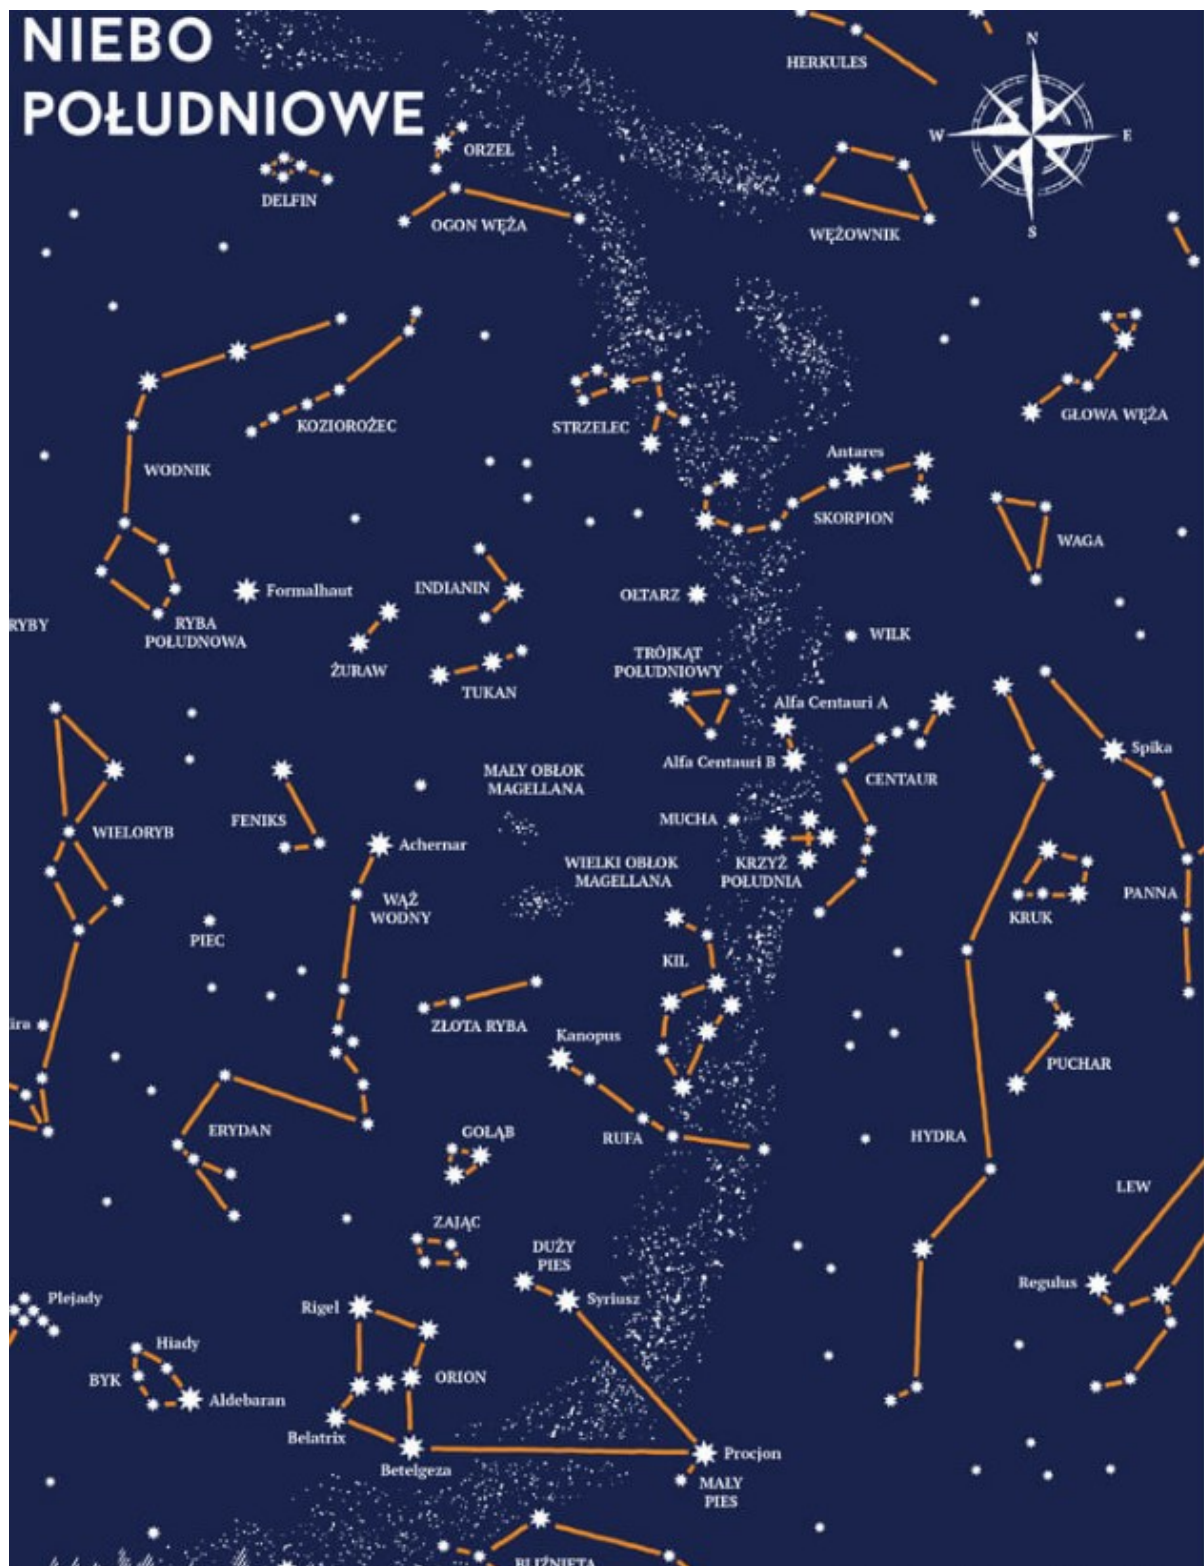 NIEBO
POŁUDNIOWE
HERKULES
N
W
E
S
ORZEŁ
DELFIN
OGON WĘŻA
WĘŻOWNIK
KOZIOROŻEC
STRZELEC
GŁOWA WĘŻA
WODNIK
Antares
SKORPION
WAGA
Formalhaut
INDIANIN
OŁTARZ
RYBY
RYBA
POŁUDNOWA
WILK
ŻURAW
TUKAN
TRÓJKĄT
POŁUDNIOWY
Alfa Centauri A
Spika
Alfa Centauri B
MAŁY OBŁOK
MAGELLANA
CENTAUR
WIELORYB
FENIKS
MUCHA
Achernar
WIELKI OBŁOK
MAGELLANA
KRZYŻ
POŁUDNIA
WĄŻ
WODNY
PANNA
KRUK
PIEC
KIL
ira
ZŁOTA RYBA
Kanopus
PUCHAR
ERYDAN
GOŁĄB
RUFA
HYDRA
LEW
ZAJĄC
DUŻY
PIES
Regulus
Plejady
Rigel
Syriusz
Hiady
BYK
ORION
Aldebaran
Belatrix
Betelgeza
Procjon
MAŁY
PIES
BLIŹNIĘTA